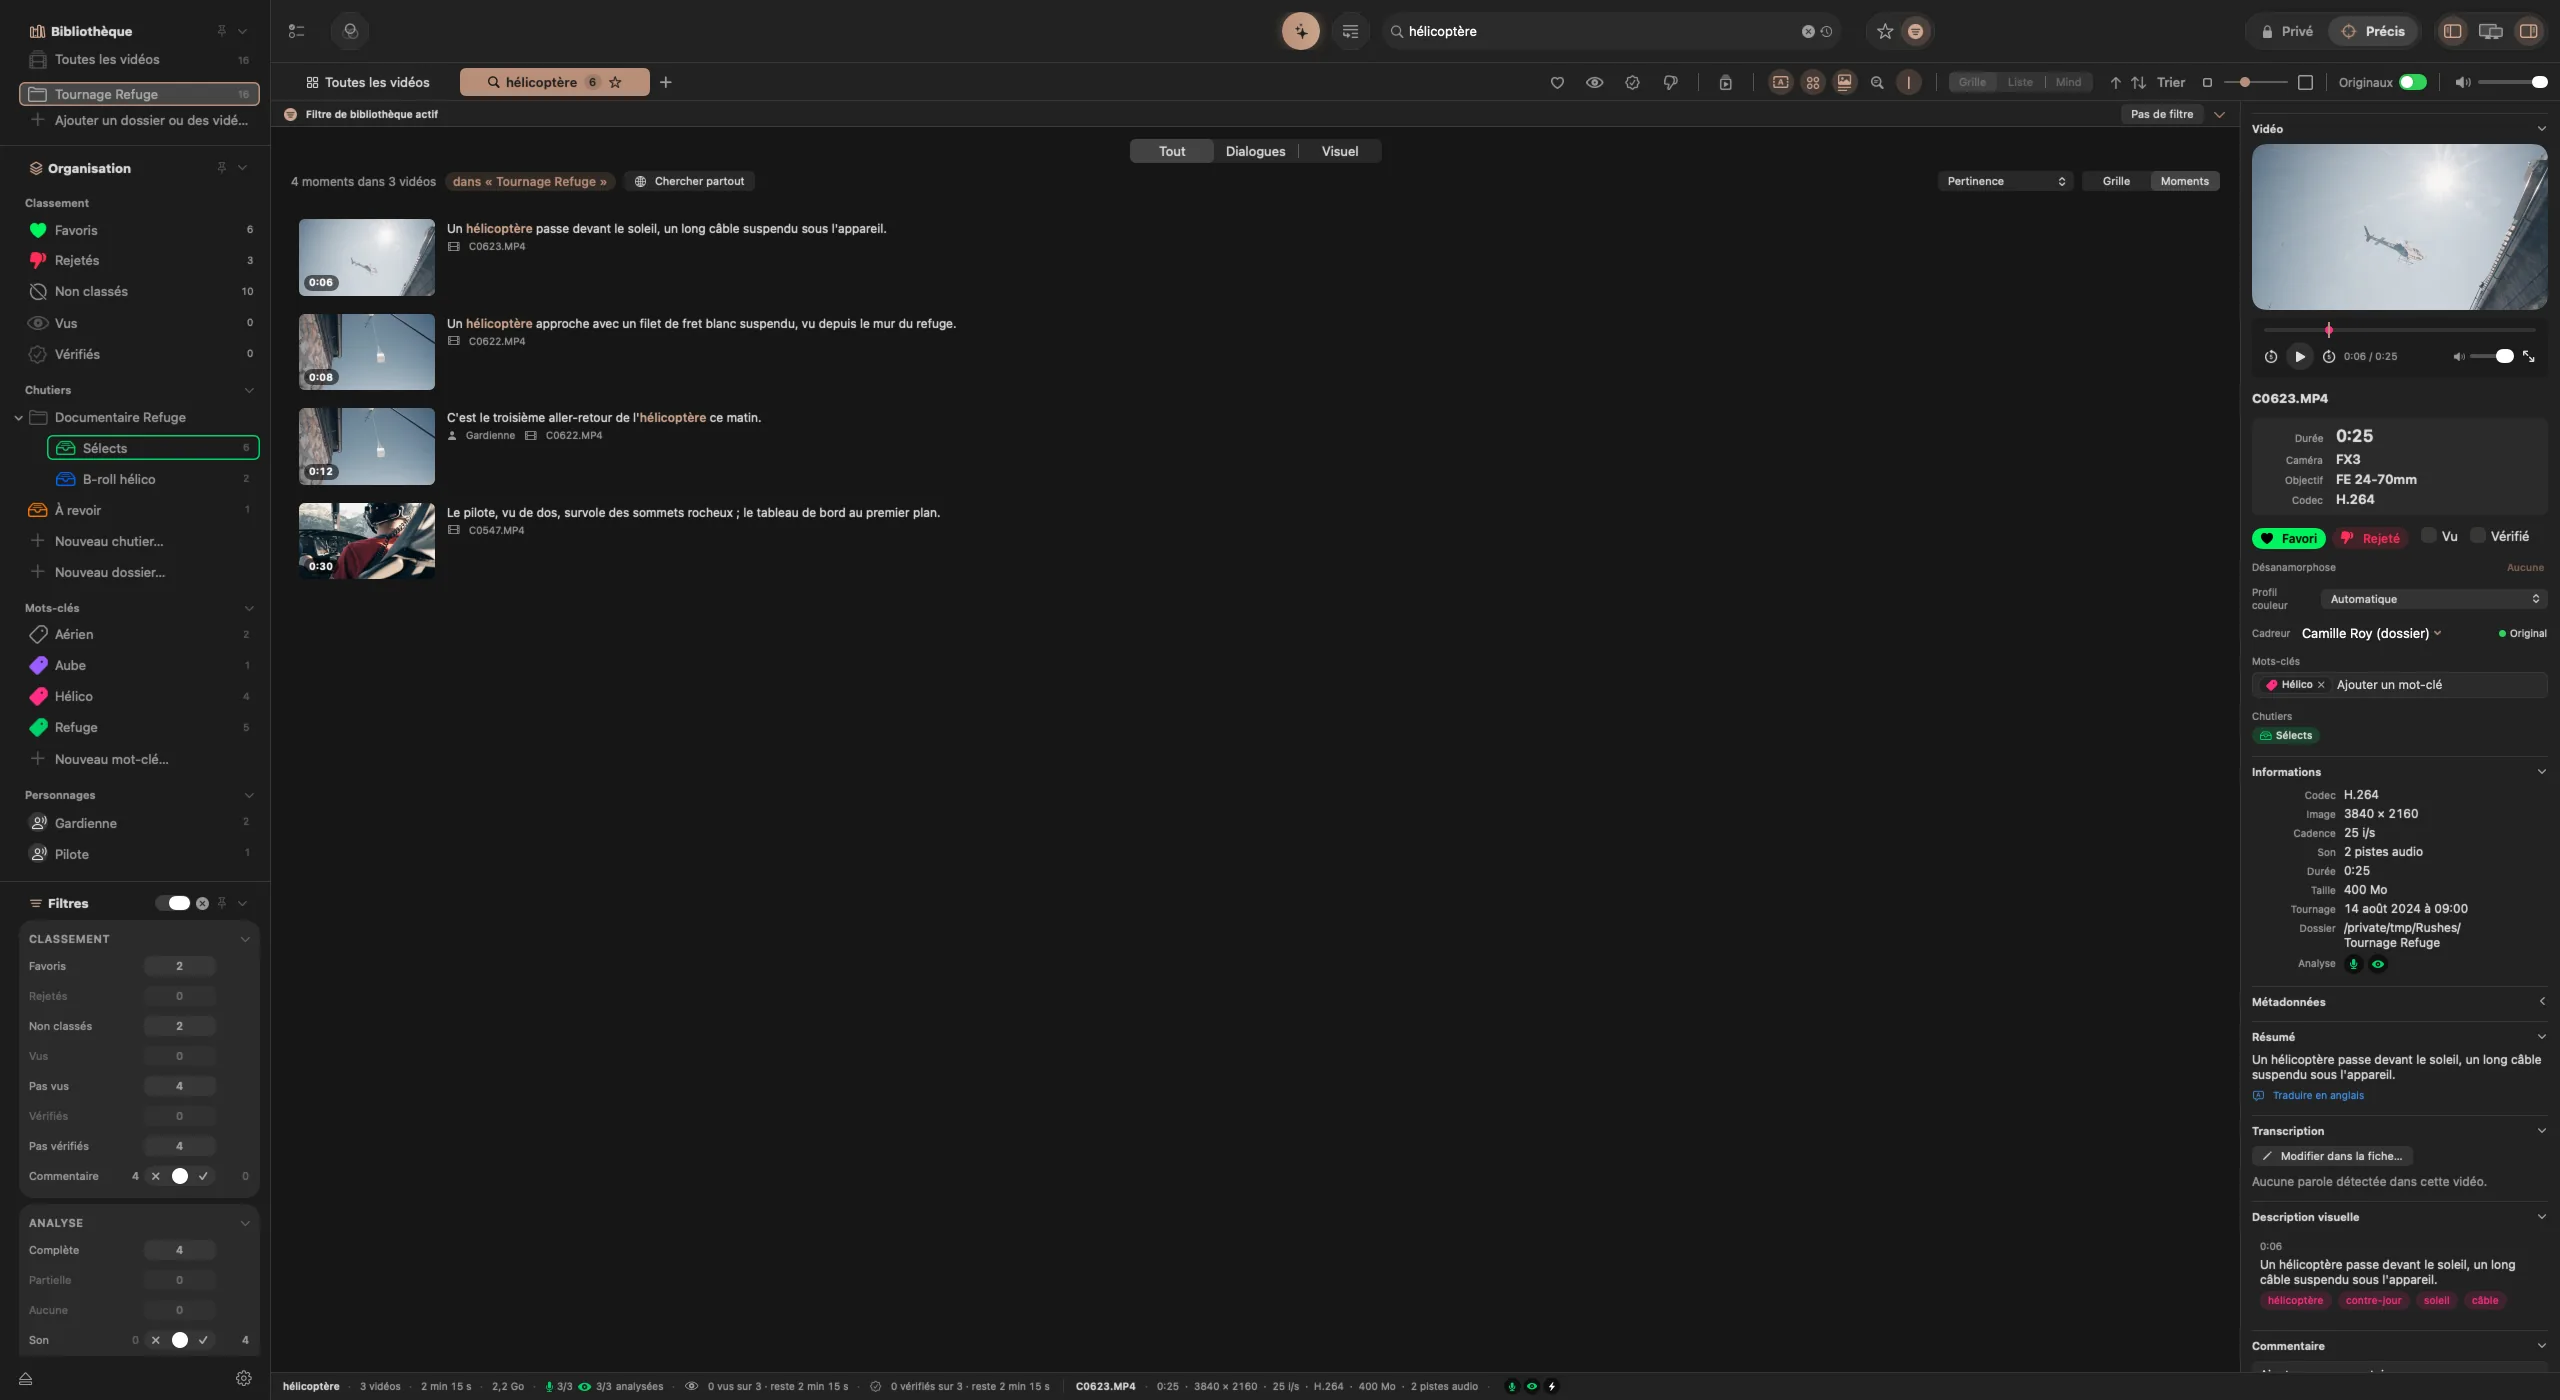 Bibliothèque
Toutes les vidéos 16
Tournage Refuge 16
Ajouter un dossier ou des vidé...
Organisation
Classement
Favoris 6
Rejetés 3
Non classés 10
Vus 0
Vérifiés 0
Chutiers
Documentaire Refuge
Sélects 6
B-roll hélico 2
À revoir 1
Nouveau chutier...
Nouveau dossier...
Mots-clés
Aérien 2
Aube 1
Hélico 4
Refuge 5
Nouveau mot-clé...
Personnages
Gardienne 2
Pilote 1
Filtres
CLASSEMENT
Favoris 2
Rejetés 0
Non classés 2
Vus 0
Pas vus 4
Vérifiés 0
Pas vérifiés 4
Commentaire 4 0
ANALYSE
Complète 4
Partielle 0
Aucune 0
Son 0 4
hélicoptère
Privé Précis
Toutes les vidéos hélicoptère 6
Grille Liste Mind Trier Originaux
Filtre de bibliothèque actif Pas de filtre
Tout Dialogues Visuel
4 moments dans 3 vidéos dans « Tournage Refuge » Chercher partout Pertinence Grille Moments
Un hélicoptère passe devant le soleil, un long câble suspendu sous l'appareil.
C0623.MP4
0:06
Un hélicoptère approche avec un filet de fret blanc suspendu, vu depuis le mur du refuge.
C0622.MP4
0:08
C'est le troisième aller-retour de l'hélicoptère ce matin.
Gardienne C0622.MP4
0:12
Le pilote, vu de dos, survole des sommets rocheux ; le tableau de bord au premier plan.
C0547.MP4
0:30
Vidéo
0:06 / 0:25
C0623.MP4
Durée 0:25
Caméra FX3
Objectif FE 24-70mm
Codec H.264
Favori Rejeté Vu Vérifié
Désanamorphose Aucune
Profil couleur Automatique
Cadreur Camille Roy (dossier) Original
Mots-clés
Hélico Ajouter un mot-clé
Chutiers
Sélects
Informations
Codec H.264
Image 3840 × 2160
Cadence 25 i/s
Son 2 pistes audio
Durée 0:25
Taille 400 Mo
Tournage 14 août 2024 à 09:00
Dossier /private/tmp/Rushes/
Tournage Refuge
Analyse
Métadonnées
Résumé
Un hélicoptère passe devant le soleil, un long câble
suspendu sous l'appareil.
Traduire en anglais
Transcription
Modifier dans la fiche...
Aucune parole détectée dans cette vidéo.
Description visuelle
0:06
Un hélicoptère passe devant le soleil, un long
câble suspendu sous l'appareil.
hélicoptère contre-jour soleil câble
Commentaire
hélicoptère · 3 vidéos · 2 min 15 s · 2,2 Go · 3/3 3/3 analysées · 0 vus sur 3 · reste 2 min 15 s · 0 vérifiés sur 3 · reste 2 min 15 s C0623.MP4 · 0:25 · 3840 × 2160 · 25 i/s · H.264 · 400 Mo · 2 pistes audio